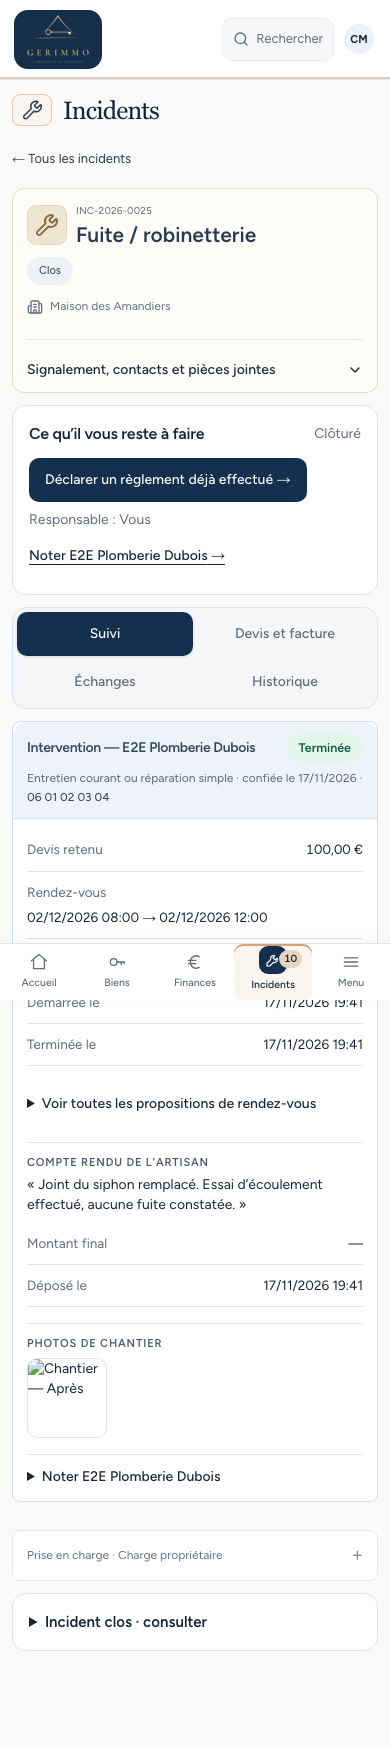 GERIMMO
Rechercher
CM
Incidents
← Tous les incidents
INC-2026-0025
Fuite / robinetterie
Clos
Maison des Amandiers
Signalement, contacts et pièces jointes
Ce qu’il vous reste à faire
Clôturé
Déclarer un règlement déjà effectué →
Responsable : Vous
Noter E2E Plomberie Dubois →
Suivi
Devis et facture
Échanges
Historique
Intervention — E2E Plomberie Dubois
Terminée
Entretien courant ou réparation simple · confiée le 17/11/2026 ·
06 01 02 03 04
Devis retenu
100,00 €
Rendez-vous
02/12/2026 08:00 → 02/12/2026 12:00
Accueil
Biens
Finances
10
Incidents
Menu
Démarrée le
17/11/2026 19:41
Terminée le
17/11/2026 19:41
Voir toutes les propositions de rendez-vous
COMPTE RENDU DE L'ARTISAN
« Joint du siphon remplacé. Essai d’écoulement
effectué, aucune fuite constatée. »
Montant final
—
Déposé le
17/11/2026 19:41
PHOTOS DE CHANTIER
Chantier
— Après
Noter E2E Plomberie Dubois
Prise en charge · Charge propriétaire
+
Incident clos · consulter